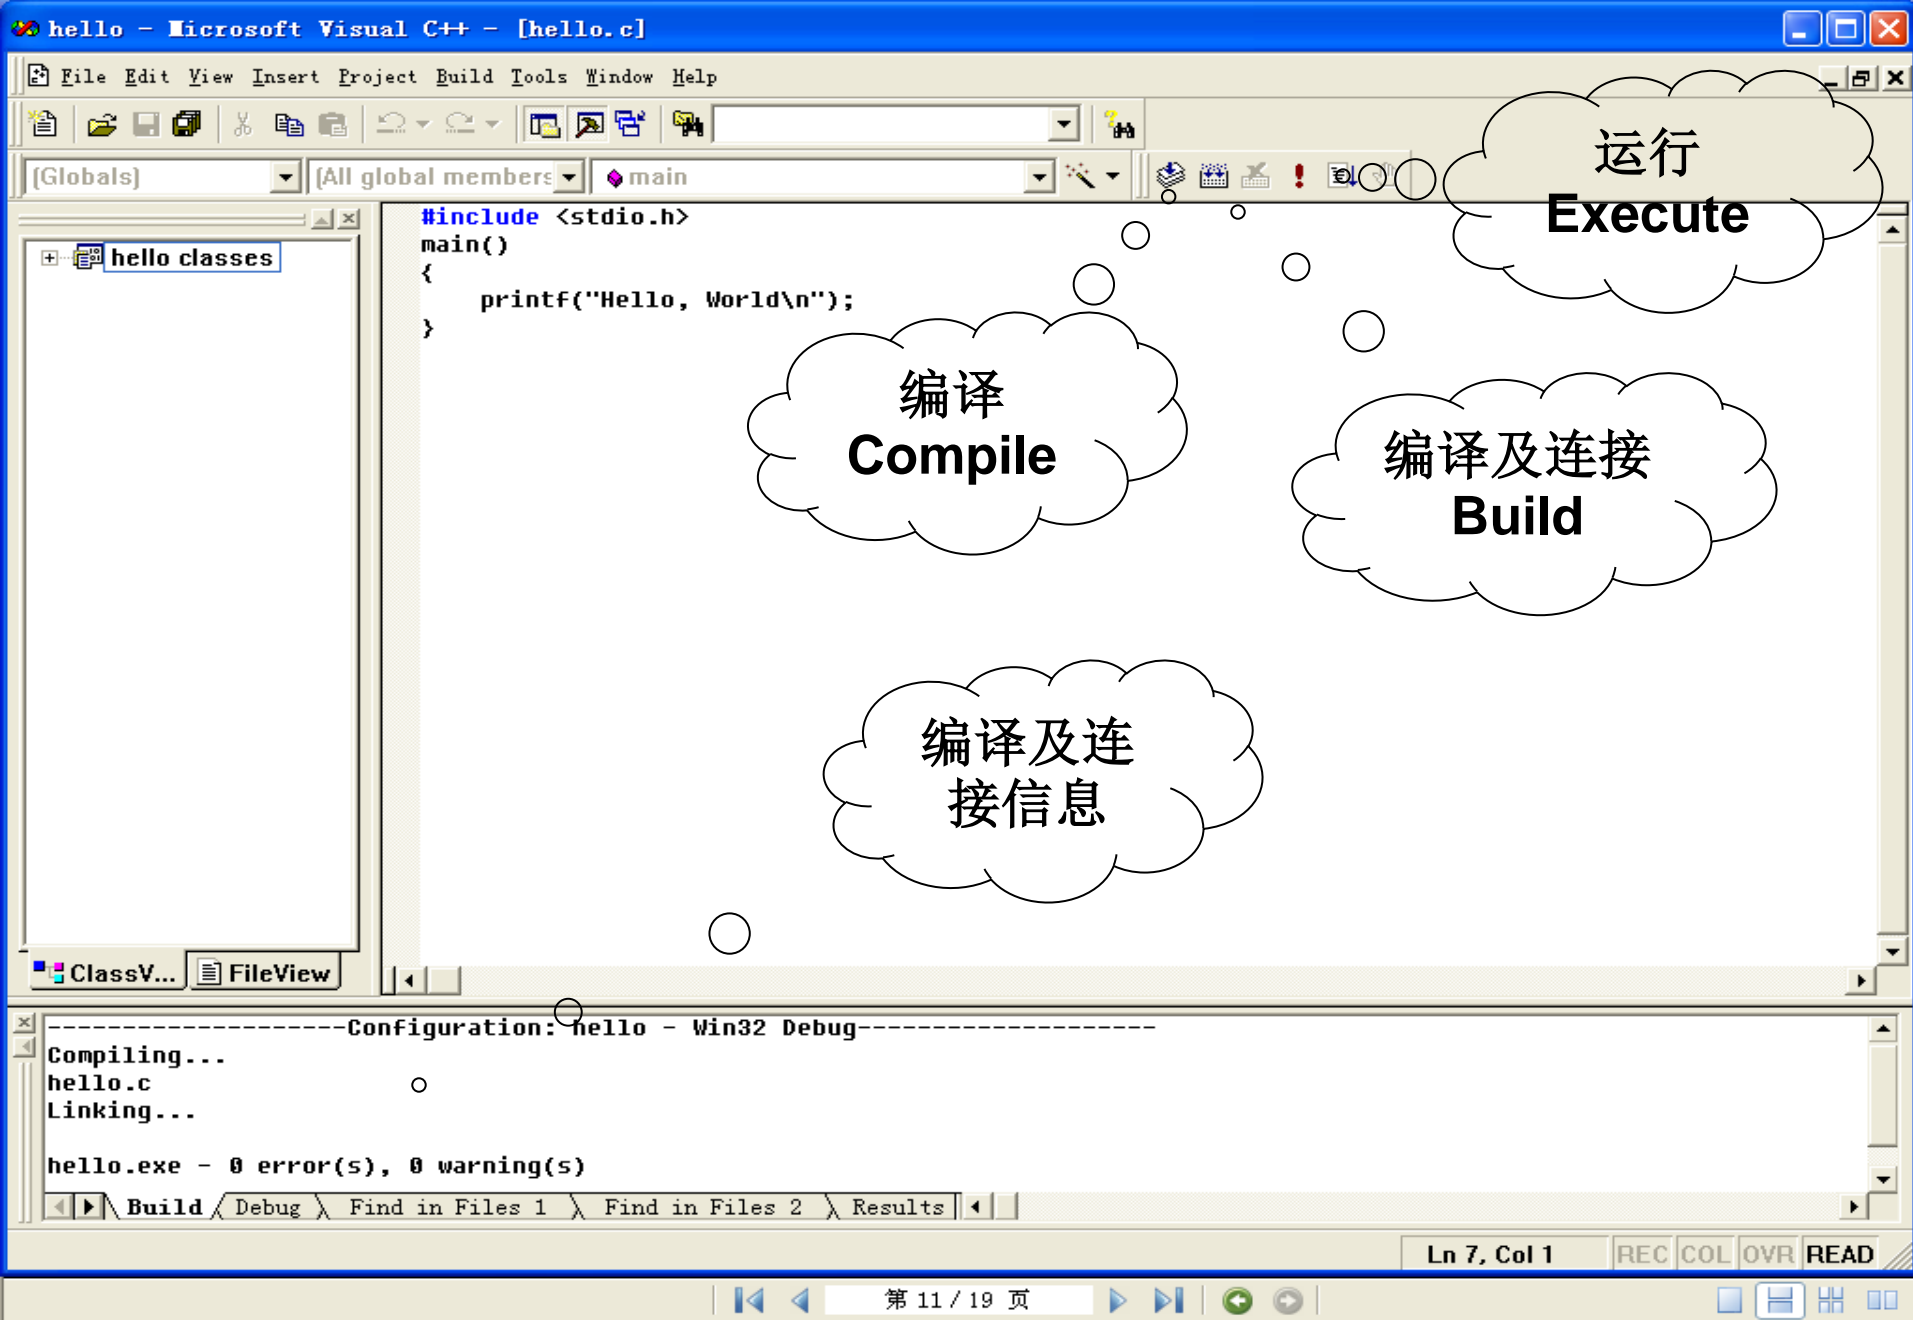 hello - Microsoft Visual C++ - [hello.c]
File Edit View Insert Project Build Tools Window Help
(Globals) (All global members main
运行
Execute
hello classes
#include <stdio.h>
main()
{
printf("Hello, World\n");
}
编译
Compile
编译及连接
Build
编译及连
接信息
ClassV... FileView
--------------------Configuration: hello - Win32 Debug--------------------
Compiling...
hello.c
Linking...
hello.exe - 0 error(s), 0 warning(s)
Build Debug Find in Files 1 Find in Files 2 Results
Ln 7, Col 1 REC COL OVR READ
第 11 / 19 页